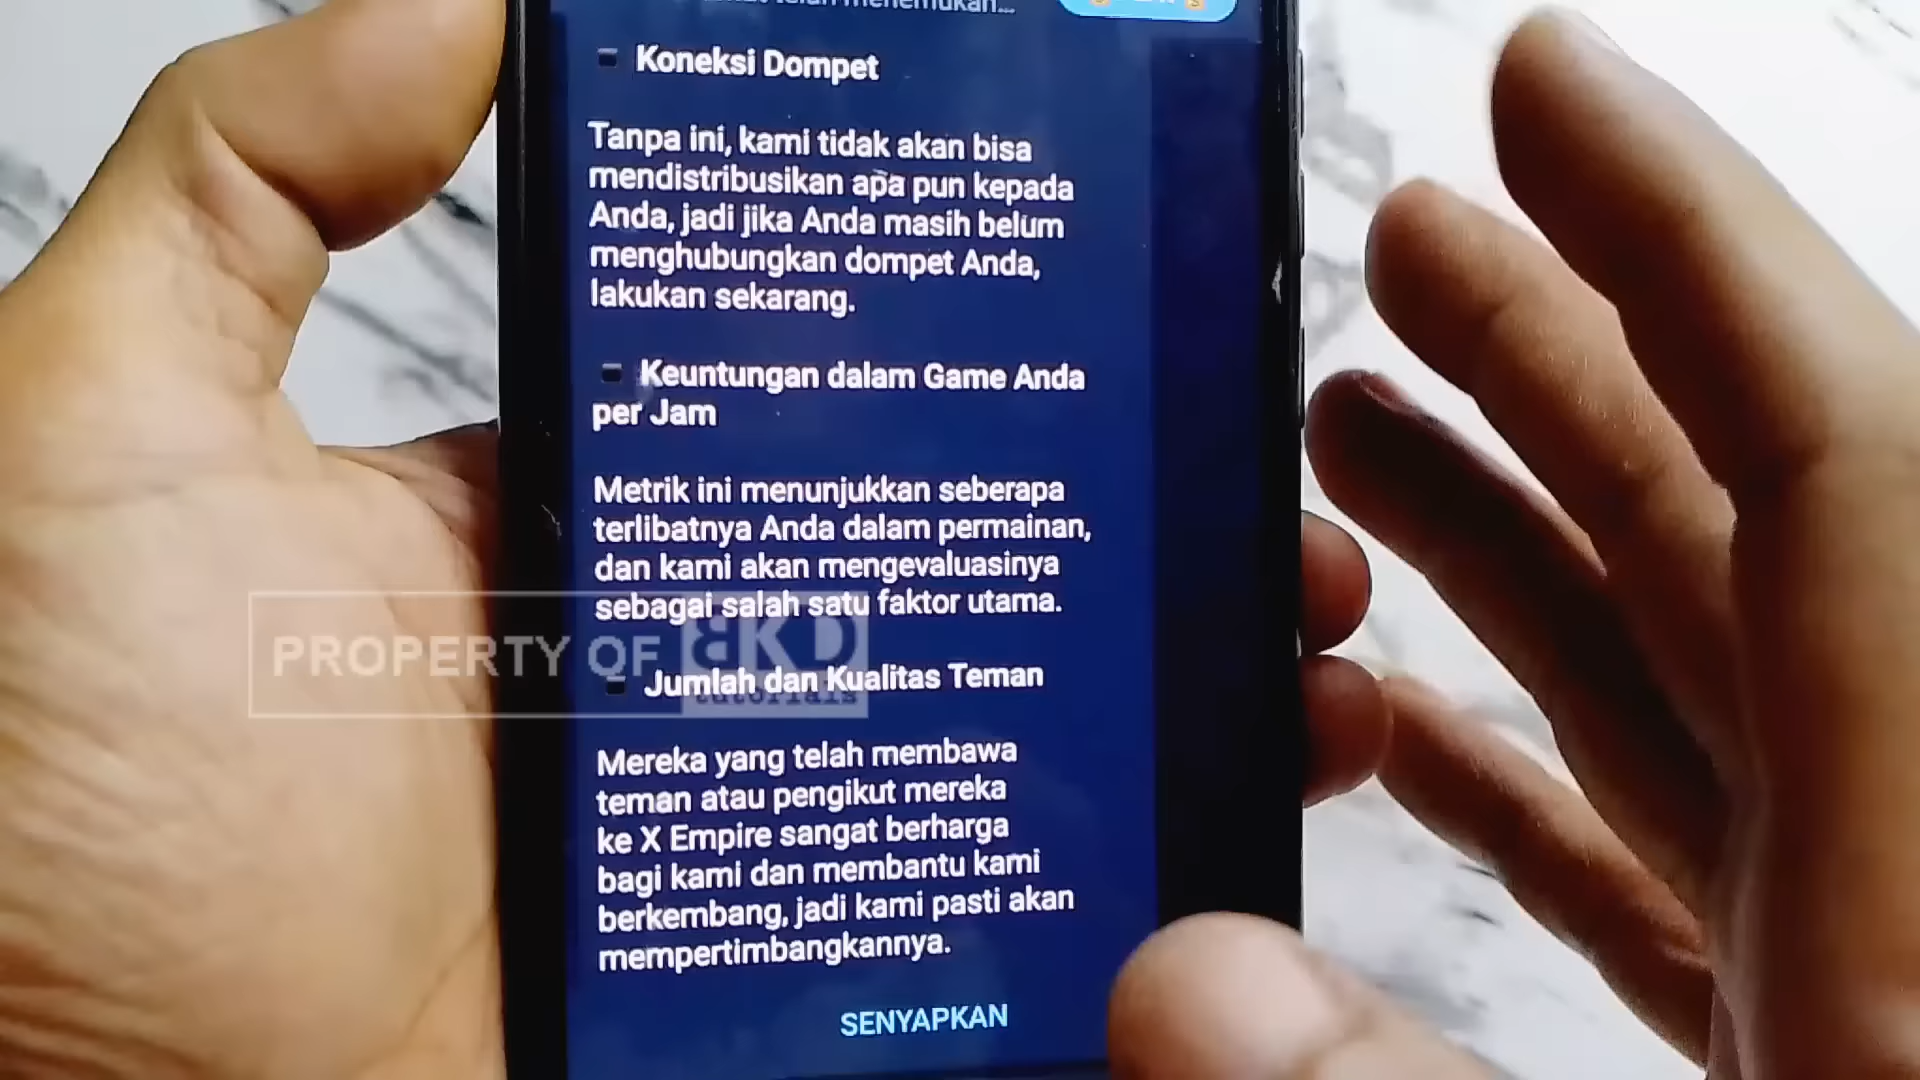 Koneksi Dompet
Tanpa ini, kami tidak akan bisa
mendistribusikan apa pun kepada
Anda, jadi jika Anda masih belum
menghubungkan dompet Anda,
lakukan sekarang.
Keuntungan dalam Game Anda
per Jam
Metrik ini menunjukkan seberapa
terlibatnya Anda dalam permainan,
dan kami akan mengevaluasinya
sebagai salah satu faktor utama.
PROPERTY OF BKD
tutorials
Jumlah dan Kualitas Teman
Mereka yang telah membawa
teman atau pengikut mereka
ke X Empire sangat berharga
bagi kami dan membantu kami
berkembang, jadi kami pasti akan
mempertimbangkannya.
SENYAPKAN